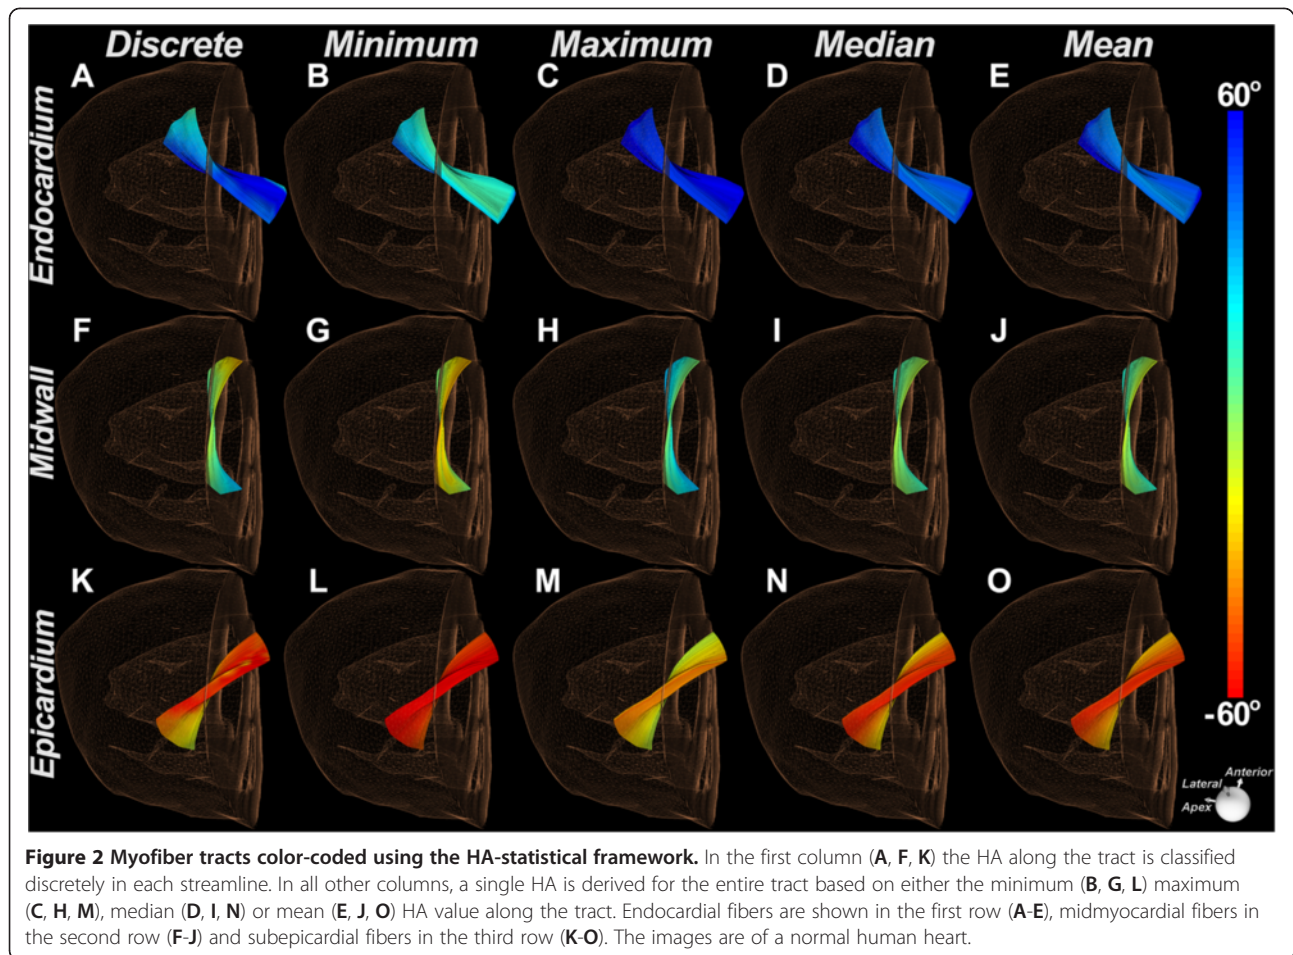 Discrete Minimum Maximum Median Mean
A B C D E
Endocardium
60°
F G H I J
Midwall
K L M N O
Epicardium
-60°
Anterior
Lateral
Apex
Figure 2 Myofiber tracts color-coded using the HA-statistical framework. In the first column (A, F, K) the HA along the tract is classified
discretely in each streamline. In all other columns, a single HA is derived for the entire tract based on either the minimum (B, G, L) maximum
(C, H, M), median (D, I, N) or mean (E, J, O) HA value along the tract. Endocardial fibers are shown in the first row (A-E), midmyocardial fibers in
the second row (F-J) and subepicardial fibers in the third row (K-O). The images are of a normal human heart.